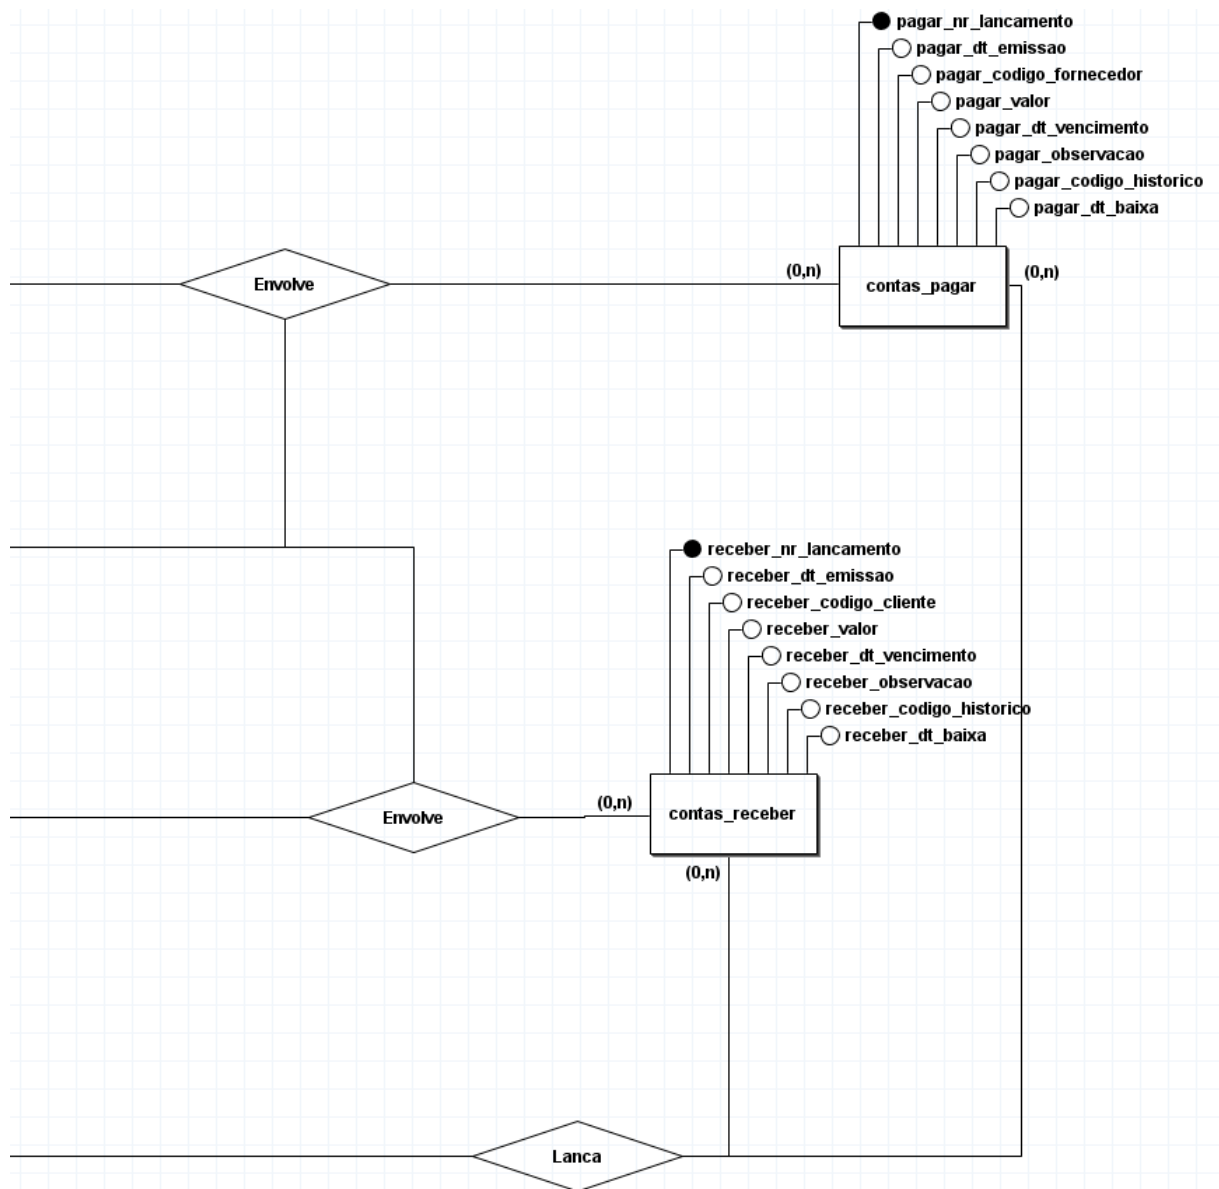 pagar_nr_lancamento
pagar_dt_emissao
pagar_codigo_fornecedor
pagar_valor
pagar_dt_vencimento
pagar_observacao
pagar_codigo_historico
pagar_dt_baixa
Envolve
(0,n)
contas_pagar
(0,n)
receber_nr_lancamento
receber_dt_emissao
receber_codigo_cliente
receber_valor
receber_dt_vencimento
receber_observacao
receber_codigo_historico
receber_dt_baixa
Envolve
(0,n)
contas_receber
(0,n)
Lanca